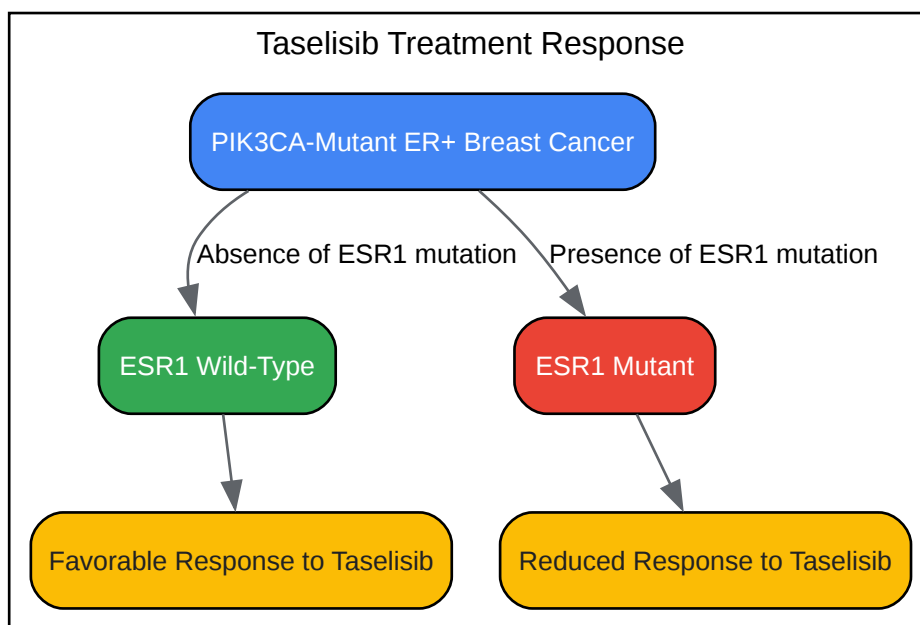 Taselisib Treatment Response
PIK3CA-Mutant ER+ Breast Cancer
Absence of ESR1 mutation
Presence of ESR1 mutation
ESR1 Wild-Type
ESR1 Mutant
Favorable Response to Taselisib
Reduced Response to Taselisib